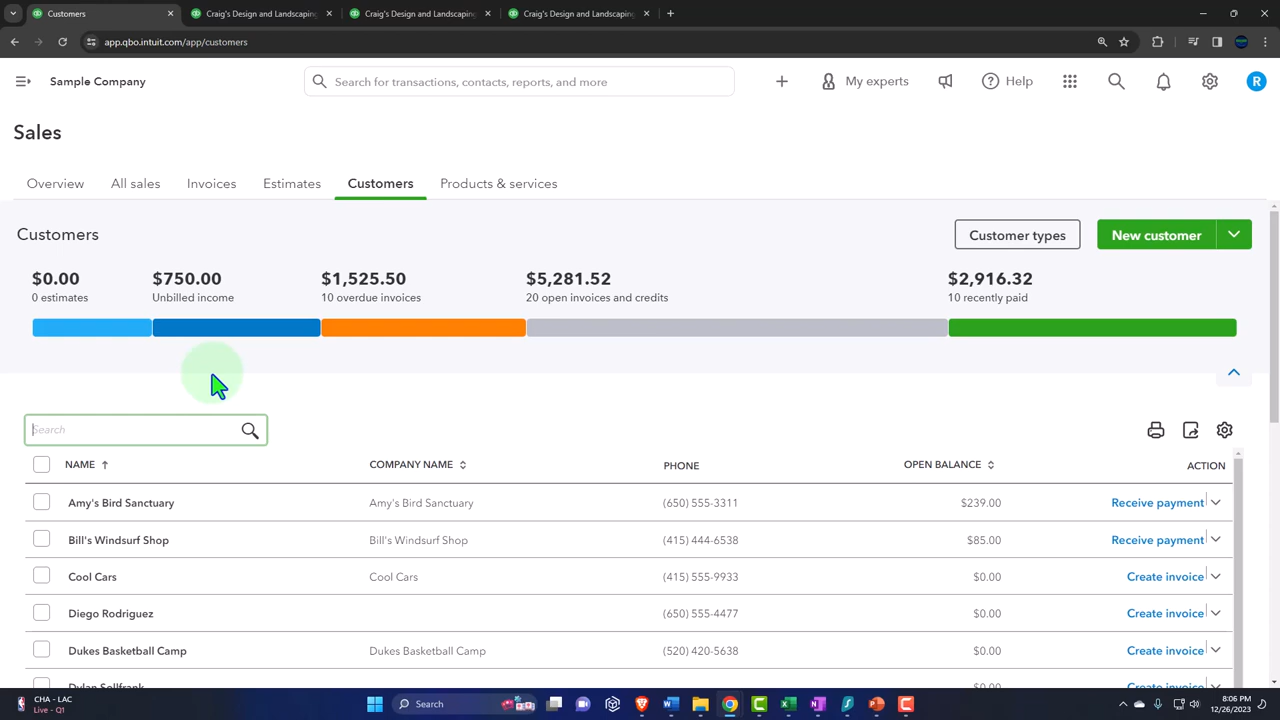 Customers
Craig's Design and Landscaping
Craig's Design and Landscaping
Craig's Design and Landscaping
app.qbo.intuit.com/app/customers
Sample Company
Search for transactions, contacts, reports, and more
My experts
Help
R
Sales
Overview
All sales
Invoices
Estimates
Customers
Products & services
Customers
Customer types
New customer
$0.00
$750.00
$1,525.50
$5,281.52
$2,916.32
0 estimates
Unbilled income
10 overdue invoices
20 open invoices and credits
10 recently paid
Search
NAME
COMPANY NAME
PHONE
OPEN BALANCE
ACTION
Amy's Bird Sanctuary
Amy's Bird Sanctuary
(650) 555-3311
$239.00
Receive payment
Bill's Windsurf Shop
Bill's Windsurf Shop
(415) 444-6538
$85.00
Receive payment
Cool Cars
Cool Cars
(415) 555-9933
$0.00
Create invoice
Diego Rodriguez
(650) 555-4477
$0.00
Create invoice
Dukes Basketball Camp
Dukes Basketball Camp
(520) 420-5638
$0.00
Create invoice
Dylan Sollfrank
$0.00
Create invoice
CHA - LAC
Live - Q1
Search
8:06 PM
12/26/2023